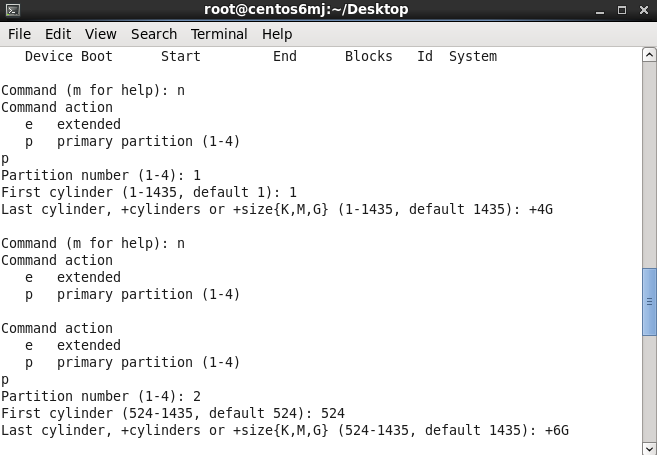 root@centos6mj:~/Desktop
File Edit View Search Terminal Help
   Device Boot      Start         End      Blocks   Id  System
Command (m for help): n
Command action
   e   extended
   p   primary partition (1-4)
p
Partition number (1-4): 1
First cylinder (1-1435, default 1): 1
Last cylinder, +cylinders or +size{K,M,G} (1-1435, default 1435): +4G
Command (m for help): n
Command action
   e   extended
   p   primary partition (1-4)
Command action
   e   extended
   p   primary partition (1-4)
p
Partition number (1-4): 2
First cylinder (524-1435, default 524): 524
Last cylinder, +cylinders or +size{K,M,G} (524-1435, default 1435): +6G